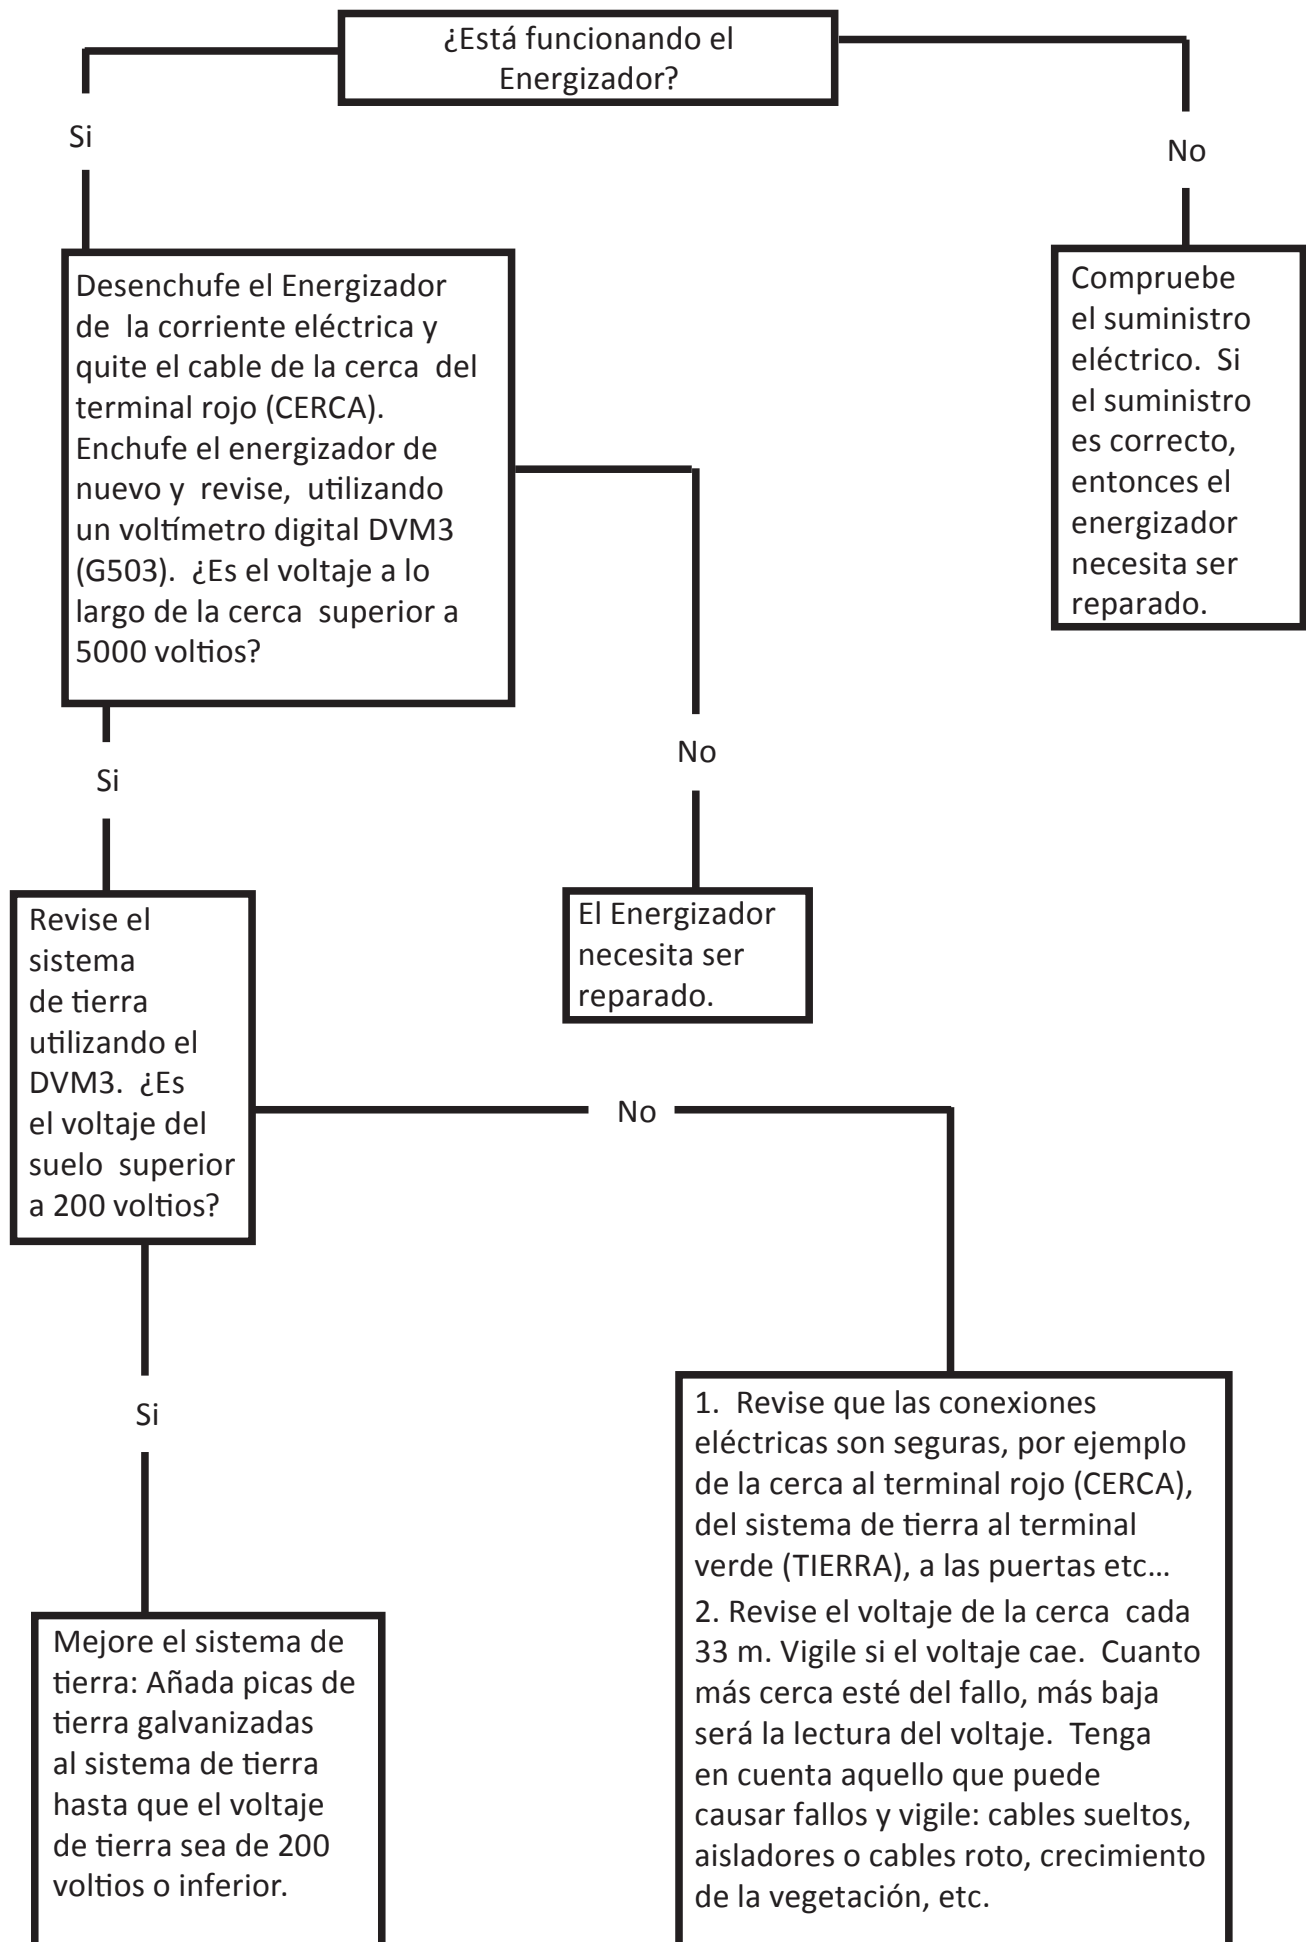 ¿Está funcionando el
Energizador?
Si
No
Desenchufe el Energizador
de la corriente eléctrica y
quite el cable de la cerca del
terminal rojo (CERCA).
Enchufe el energizador de
nuevo y revise, utilizando
un voltímetro digital DVM3
(G503). ¿Es el voltaje a lo
largo de la cerca superior a
5000 voltios?
Compruebe
el suministro
eléctrico. Si
el suministro
es correcto,
entonces el
energizador
necesita ser
reparado.
Si
No
Revise el
sistema
de tierra
utilizando el
DVM3. ¿Es
el voltaje del
suelo superior
a 200 voltios?
El Energizador
necesita ser
reparado.
No
Si
Mejore el sistema de
tierra: Añada picas de
tierra galvanizadas
al sistema de tierra
hasta que el voltaje
de tierra sea de 200
voltios o inferior.
1. Revise que las conexiones
eléctricas son seguras, por ejemplo
de la cerca al terminal rojo (CERCA),
del sistema de tierra al terminal
verde (TIERRA), a las puertas etc...
2. Revise el voltaje de la cerca cada
33 m. Vigile si el voltaje cae. Cuanto
más cerca esté del fallo, más baja
será la lectura del voltaje. Tenga
en cuenta aquello que puede
causar fallos y vigile: cables sueltos,
aisladores o cables roto, crecimiento
de la vegetación, etc.